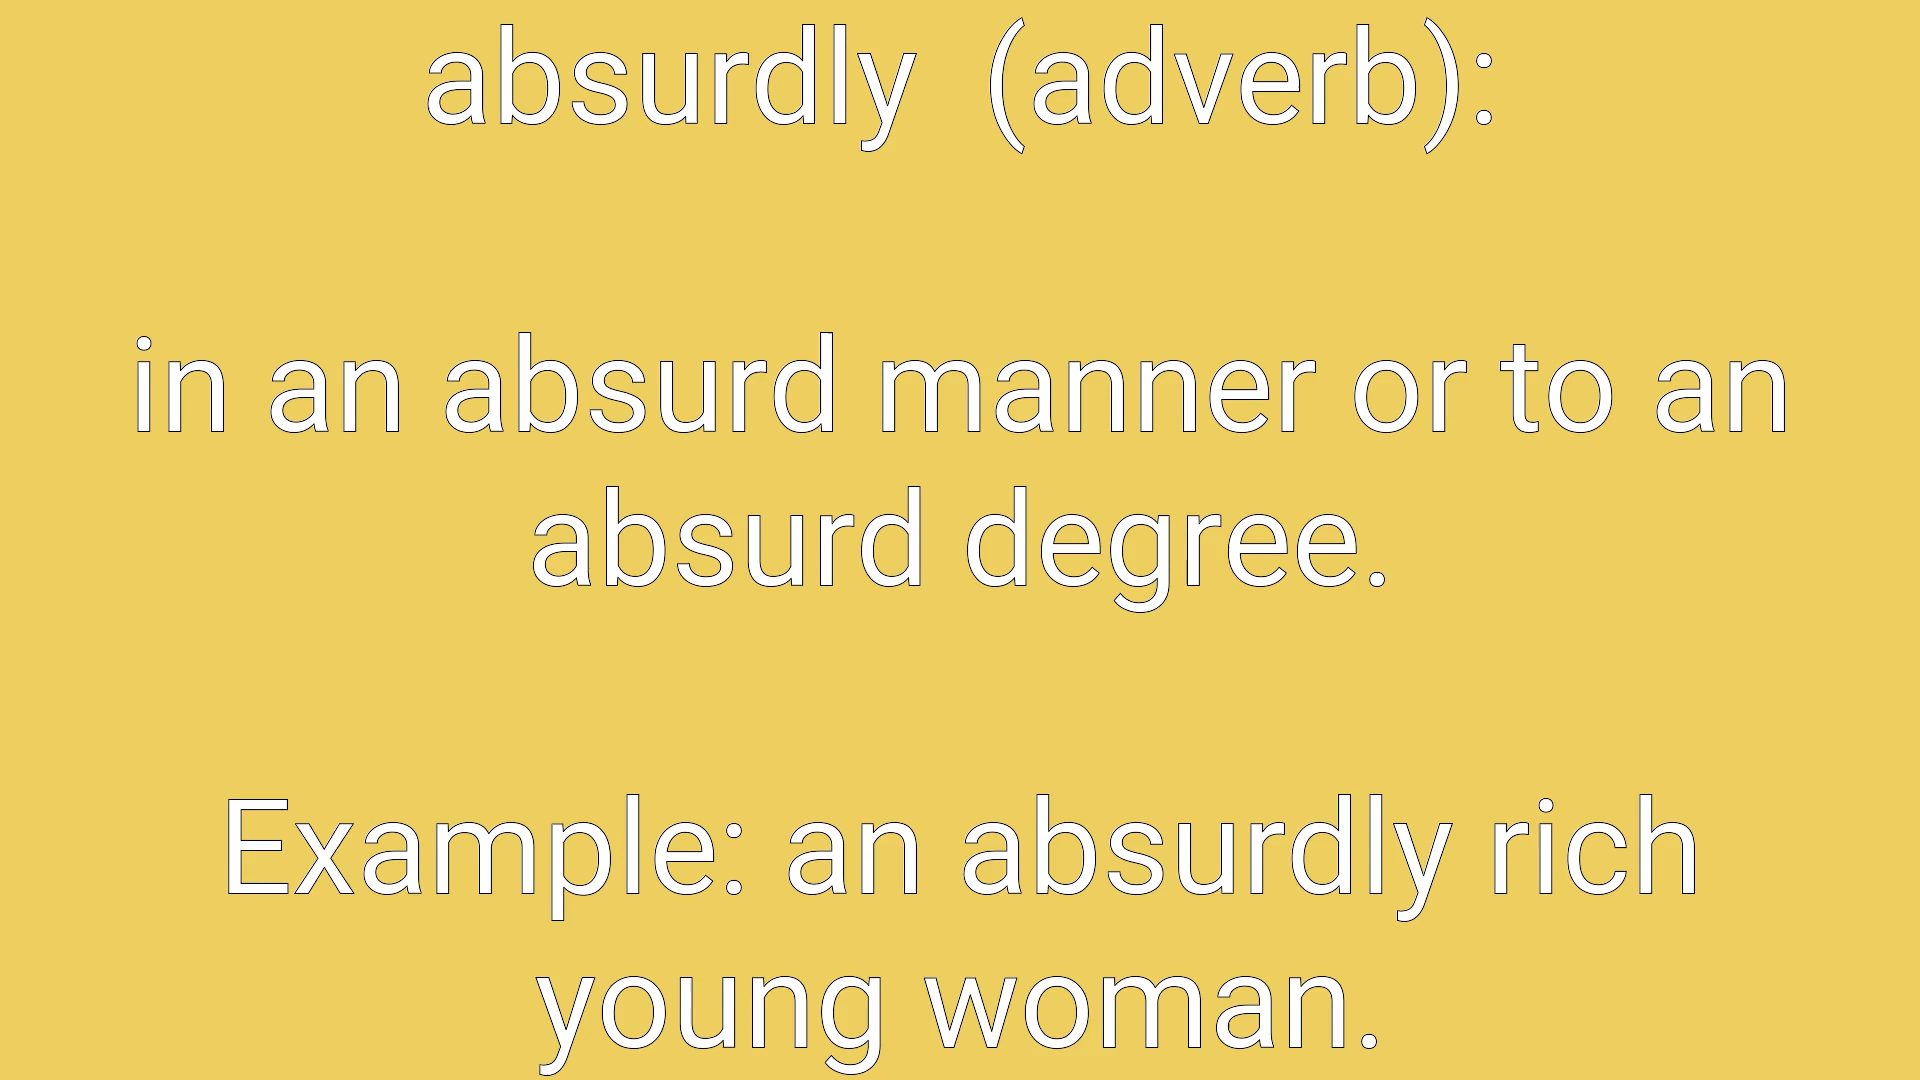 absurdly  (adverb):
in an absurd manner or to an
absurd degree.
Example: an absurdly rich
young woman.